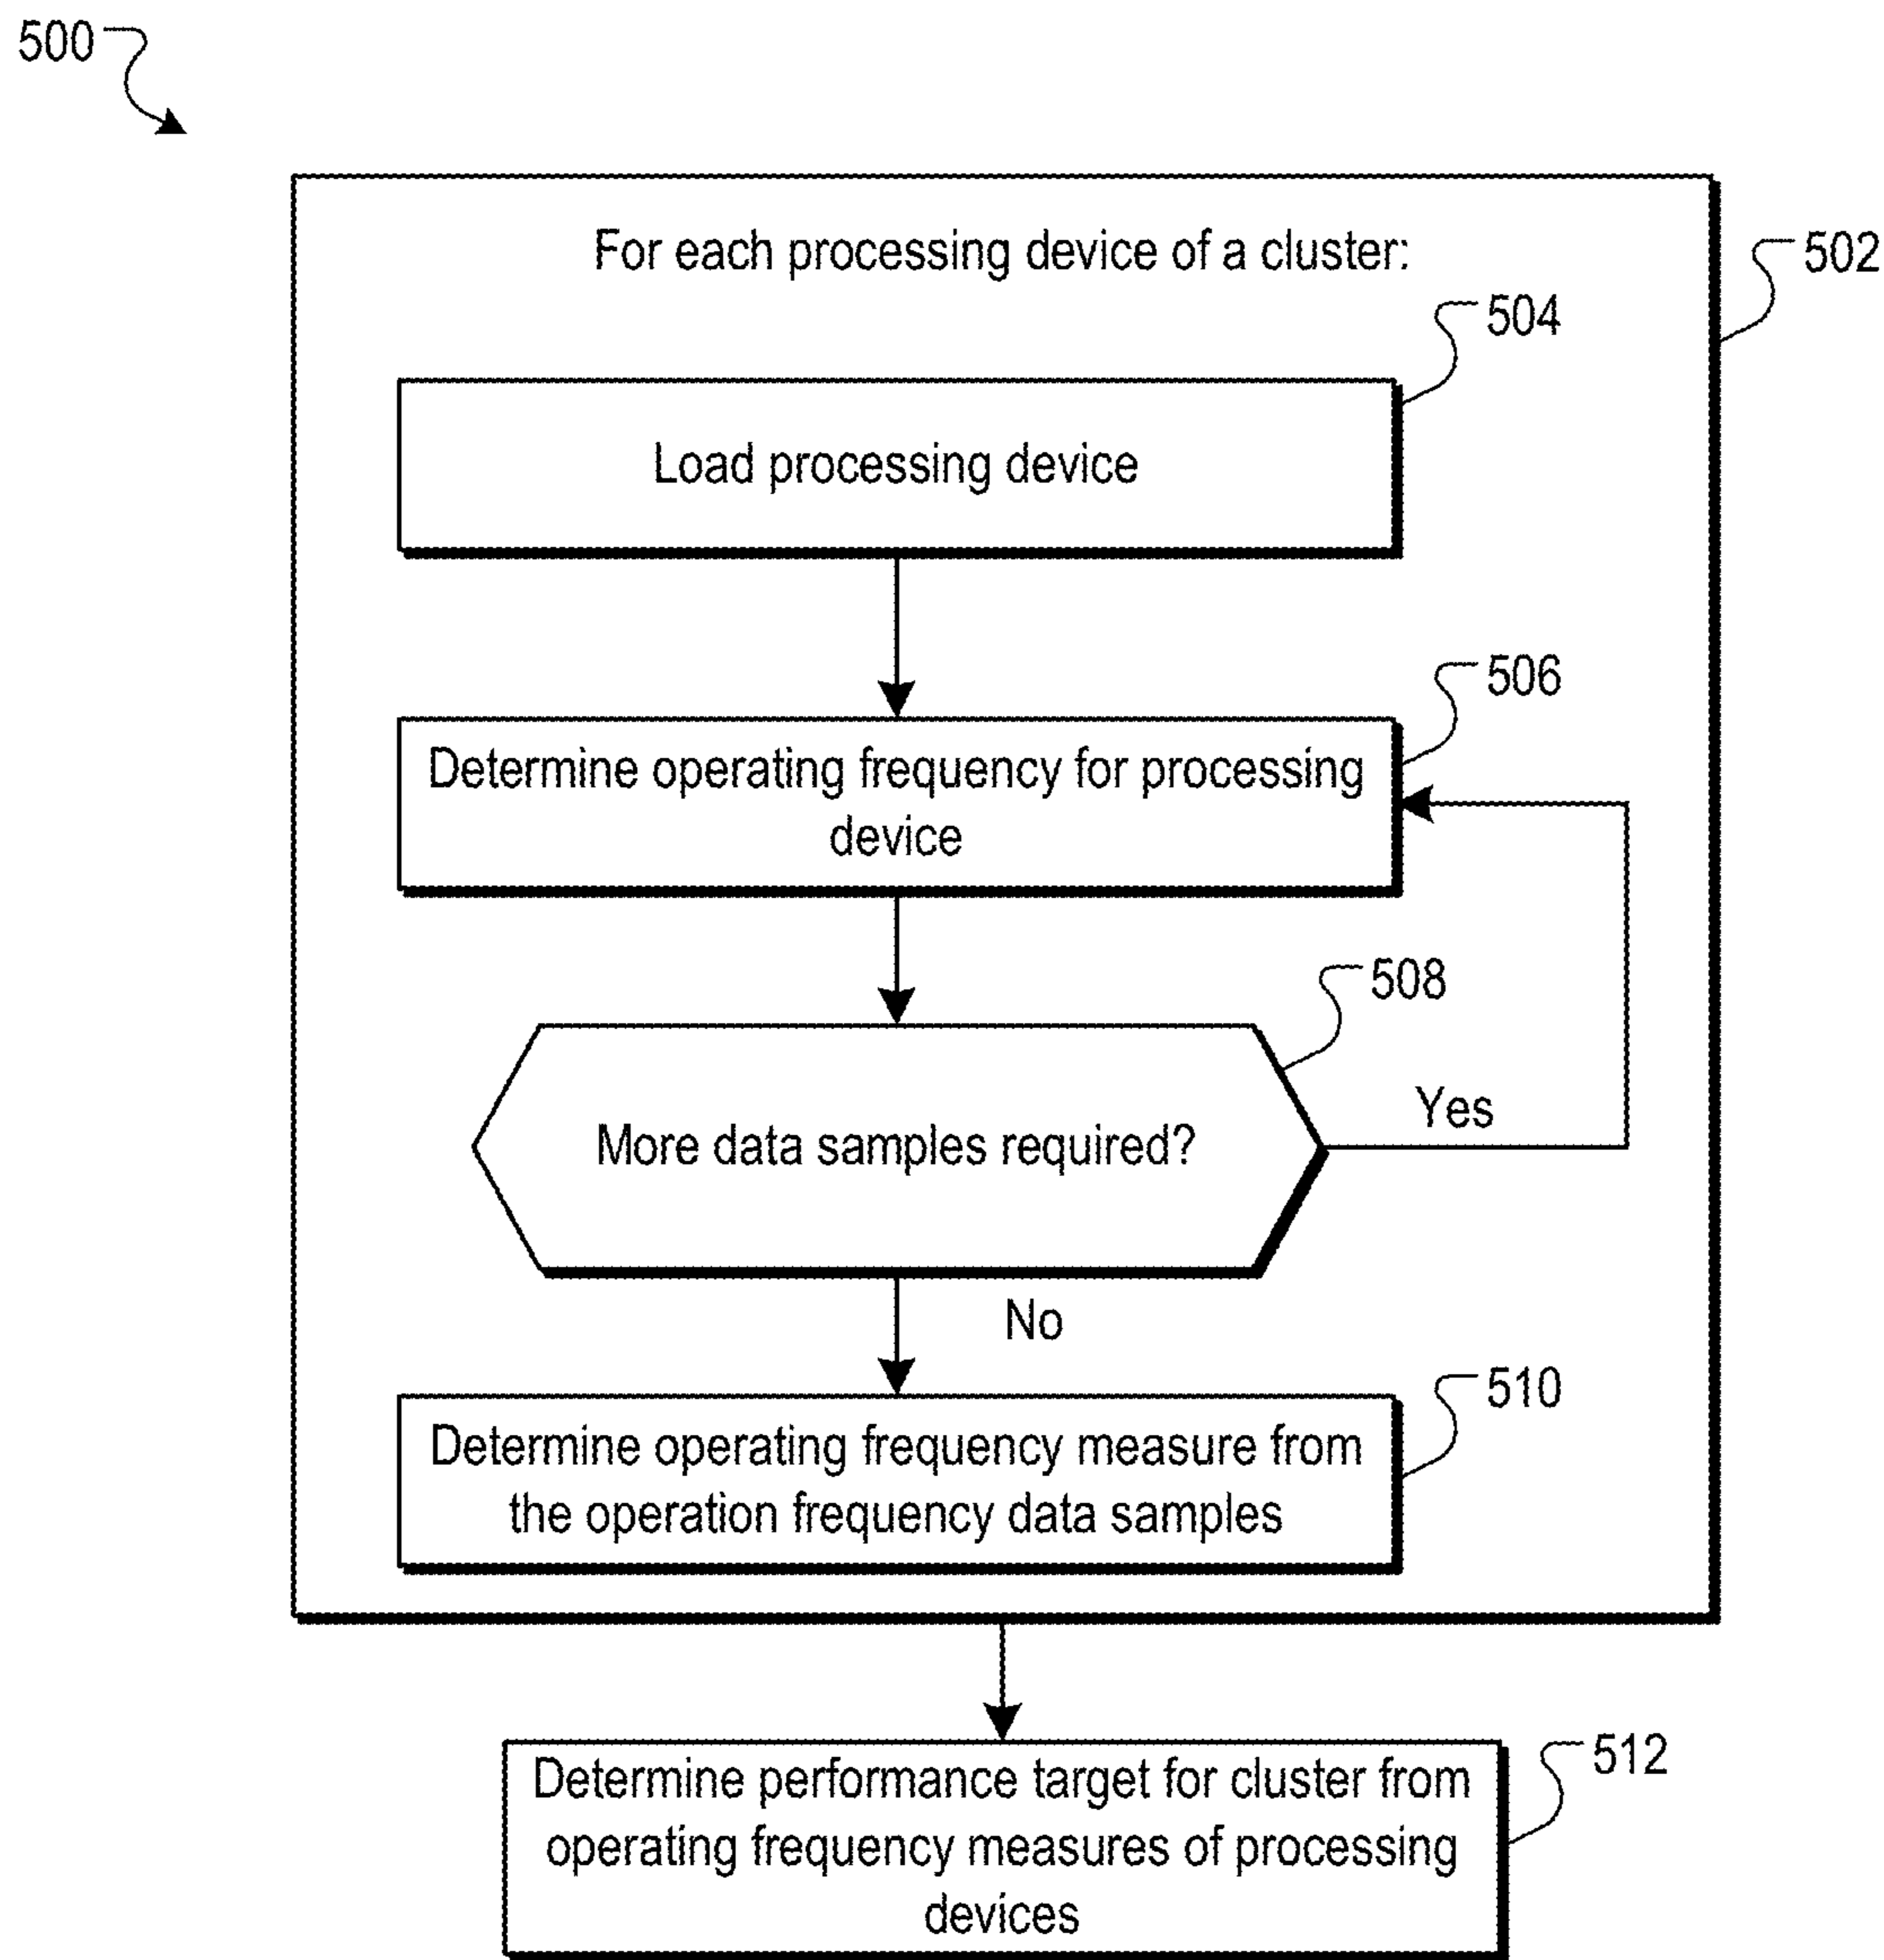 500
For each processing device of a cluster:
502
504
Load processing device
506
Determine operating frequency for processing
device
508
More data samples required?
Yes
No
510
Determine operating frequency measure from
the operation frequency data samples
512
Determine performance target for cluster from
operating frequency measures of processing
devices